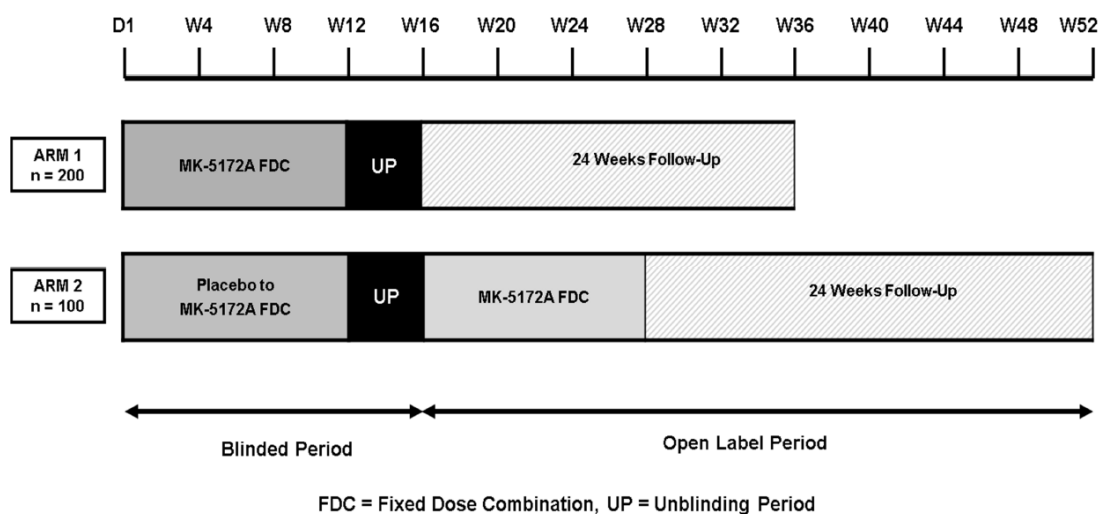 D1 W4 W8 W12 W16 W20 W24 W28 W32 W36 W40 W44 W48 W52
ARM 1
n = 200
MK-5172A FDC
UP
24 Weeks Follow-Up
ARM 2
n = 100
Placebo to
MK-5172A FDC
UP
MK-5172A FDC
24 Weeks Follow-Up
Blinded Period
Open Label Period
FDC = Fixed Dose Combination, UP = Unblinding Period